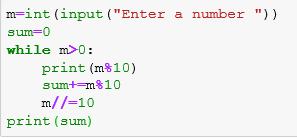 m=int(input("Enter a number "))
sum=0
while m>0:
    print(m%10)
    sum+=m%10
    m//=10
print(sum)